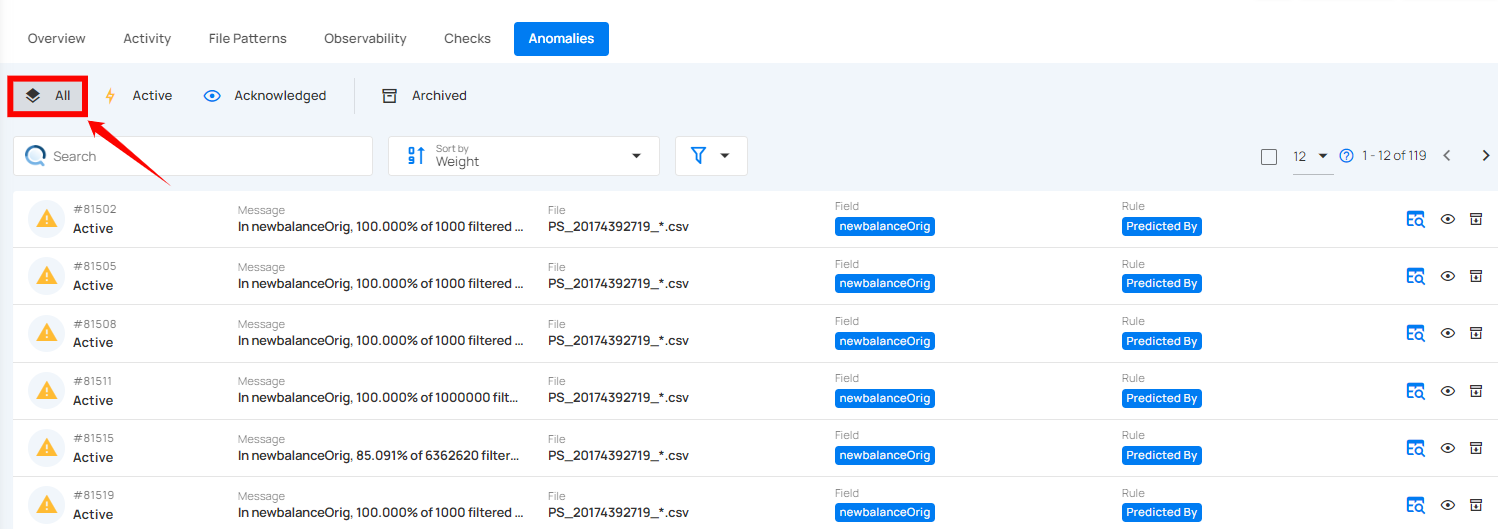 Overview Activity File Patterns Observability Checks Anomalies
All Active Acknowledged Archived
Search
Sort by
Weight
12 1 - 12 of 119
#81502
Active
Message
In newbalanceOrig, 100.000% of 1000 filtered ...
File
PS_20174392719_*.csv
Field
newbalanceOrig
Rule
Predicted By
#81505
Active
Message
In newbalanceOrig, 100.000% of 1000 filtered ...
File
PS_20174392719_*.csv
Field
newbalanceOrig
Rule
Predicted By
#81508
Active
Message
In newbalanceOrig, 100.000% of 1000 filtered ...
File
PS_20174392719_*.csv
Field
newbalanceOrig
Rule
Predicted By
#81511
Active
Message
In newbalanceOrig, 100.000% of 1000000 filt...
File
PS_20174392719_*.csv
Field
newbalanceOrig
Rule
Predicted By
#81515
Active
Message
In newbalanceOrig, 85.091% of 6362620 filter...
File
PS_20174392719_*.csv
Field
newbalanceOrig
Rule
Predicted By
#81519
Active
Message
In newbalanceOrig, 100.000% of 1000 filtered ...
File
PS_20174392719_*.csv
Field
newbalanceOrig
Rule
Predicted By